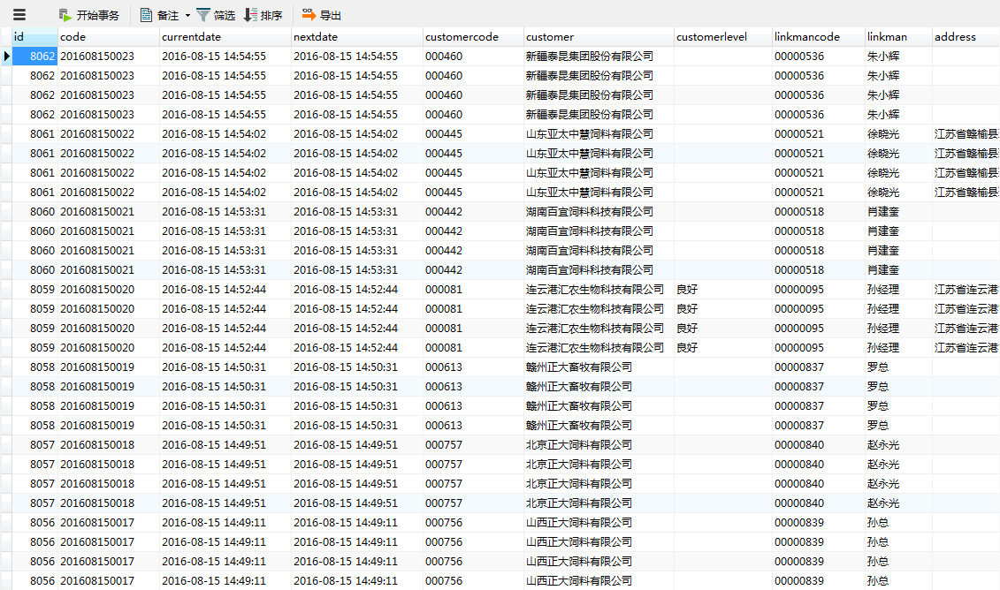 开始事务 备注 筛选 排序 导出
id code currentdate nextdate customercode customer customerlevel linkmancode linkman address
8062 201608150023 2016-08-15 14:54:55 2016-08-15 14:54:55 000460 新疆泰昆集团股份有限公司 00000536 朱小辉
8062 201608150023 2016-08-15 14:54:55 2016-08-15 14:54:55 000460 新疆泰昆集团股份有限公司 00000536 朱小辉
8062 201608150023 2016-08-15 14:54:55 2016-08-15 14:54:55 000460 新疆泰昆集团股份有限公司 00000536 朱小辉
8062 201608150023 2016-08-15 14:54:55 2016-08-15 14:54:55 000460 新疆泰昆集团股份有限公司 00000536 朱小辉
8061 201608150022 2016-08-15 14:54:02 2016-08-15 14:54:02 000445 山东亚太中慧饲料有限公司 00000521 徐晓光 江苏省赣榆县
8061 201608150022 2016-08-15 14:54:02 2016-08-15 14:54:02 000445 山东亚太中慧饲料有限公司 00000521 徐晓光 江苏省赣榆县
8061 201608150022 2016-08-15 14:54:02 2016-08-15 14:54:02 000445 山东亚太中慧饲料有限公司 00000521 徐晓光 江苏省赣榆县
8061 201608150022 2016-08-15 14:54:02 2016-08-15 14:54:02 000445 山东亚太中慧饲料有限公司 00000521 徐晓光 江苏省赣榆县
8060 201608150021 2016-08-15 14:53:31 2016-08-15 14:53:31 000442 湖南百宜饲料科技有限公司 00000518 肖建奎
8060 201608150021 2016-08-15 14:53:31 2016-08-15 14:53:31 000442 湖南百宜饲料科技有限公司 00000518 肖建奎
8060 201608150021 2016-08-15 14:53:31 2016-08-15 14:53:31 000442 湖南百宜饲料科技有限公司 00000518 肖建奎
8060 201608150021 2016-08-15 14:53:31 2016-08-15 14:53:31 000442 湖南百宜饲料科技有限公司 00000518 肖建奎
8059 201608150020 2016-08-15 14:52:44 2016-08-15 14:52:44 000081 连云港汇农生物科技有限公司 良好 00000095 孙经理 江苏省连云港
8059 201608150020 2016-08-15 14:52:44 2016-08-15 14:52:44 000081 连云港汇农生物科技有限公司 良好 00000095 孙经理 江苏省连云港
8059 201608150020 2016-08-15 14:52:44 2016-08-15 14:52:44 000081 连云港汇农生物科技有限公司 良好 00000095 孙经理 江苏省连云港
8059 201608150020 2016-08-15 14:52:44 2016-08-15 14:52:44 000081 连云港汇农生物科技有限公司 良好 00000095 孙经理 江苏省连云港
8058 201608150019 2016-08-15 14:50:31 2016-08-15 14:50:31 000613 赣州正大畜牧有限公司 00000837 罗总
8058 201608150019 2016-08-15 14:50:31 2016-08-15 14:50:31 000613 赣州正大畜牧有限公司 00000837 罗总
8058 201608150019 2016-08-15 14:50:31 2016-08-15 14:50:31 000613 赣州正大畜牧有限公司 00000837 罗总
8058 201608150019 2016-08-15 14:50:31 2016-08-15 14:50:31 000613 赣州正大畜牧有限公司 00000837 罗总
8057 201608150018 2016-08-15 14:49:51 2016-08-15 14:49:51 000757 北京正大饲料有限公司 00000840 赵永光
8057 201608150018 2016-08-15 14:49:51 2016-08-15 14:49:51 000757 北京正大饲料有限公司 00000840 赵永光
8057 201608150018 2016-08-15 14:49:51 2016-08-15 14:49:51 000757 北京正大饲料有限公司 00000840 赵永光
8057 201608150018 2016-08-15 14:49:51 2016-08-15 14:49:51 000757 北京正大饲料有限公司 00000840 赵永光
8056 201608150017 2016-08-15 14:49:11 2016-08-15 14:49:11 000756 山西正大饲料有限公司 00000839 孙总
8056 201608150017 2016-08-15 14:49:11 2016-08-15 14:49:11 000756 山西正大饲料有限公司 00000839 孙总
8056 201608150017 2016-08-15 14:49:11 2016-08-15 14:49:11 000756 山西正大饲料有限公司 00000839 孙总
8056 201608150017 2016-08-15 14:49:11 2016-08-15 14:49:11 000756 山西正大饲料有限公司 00000839 孙总